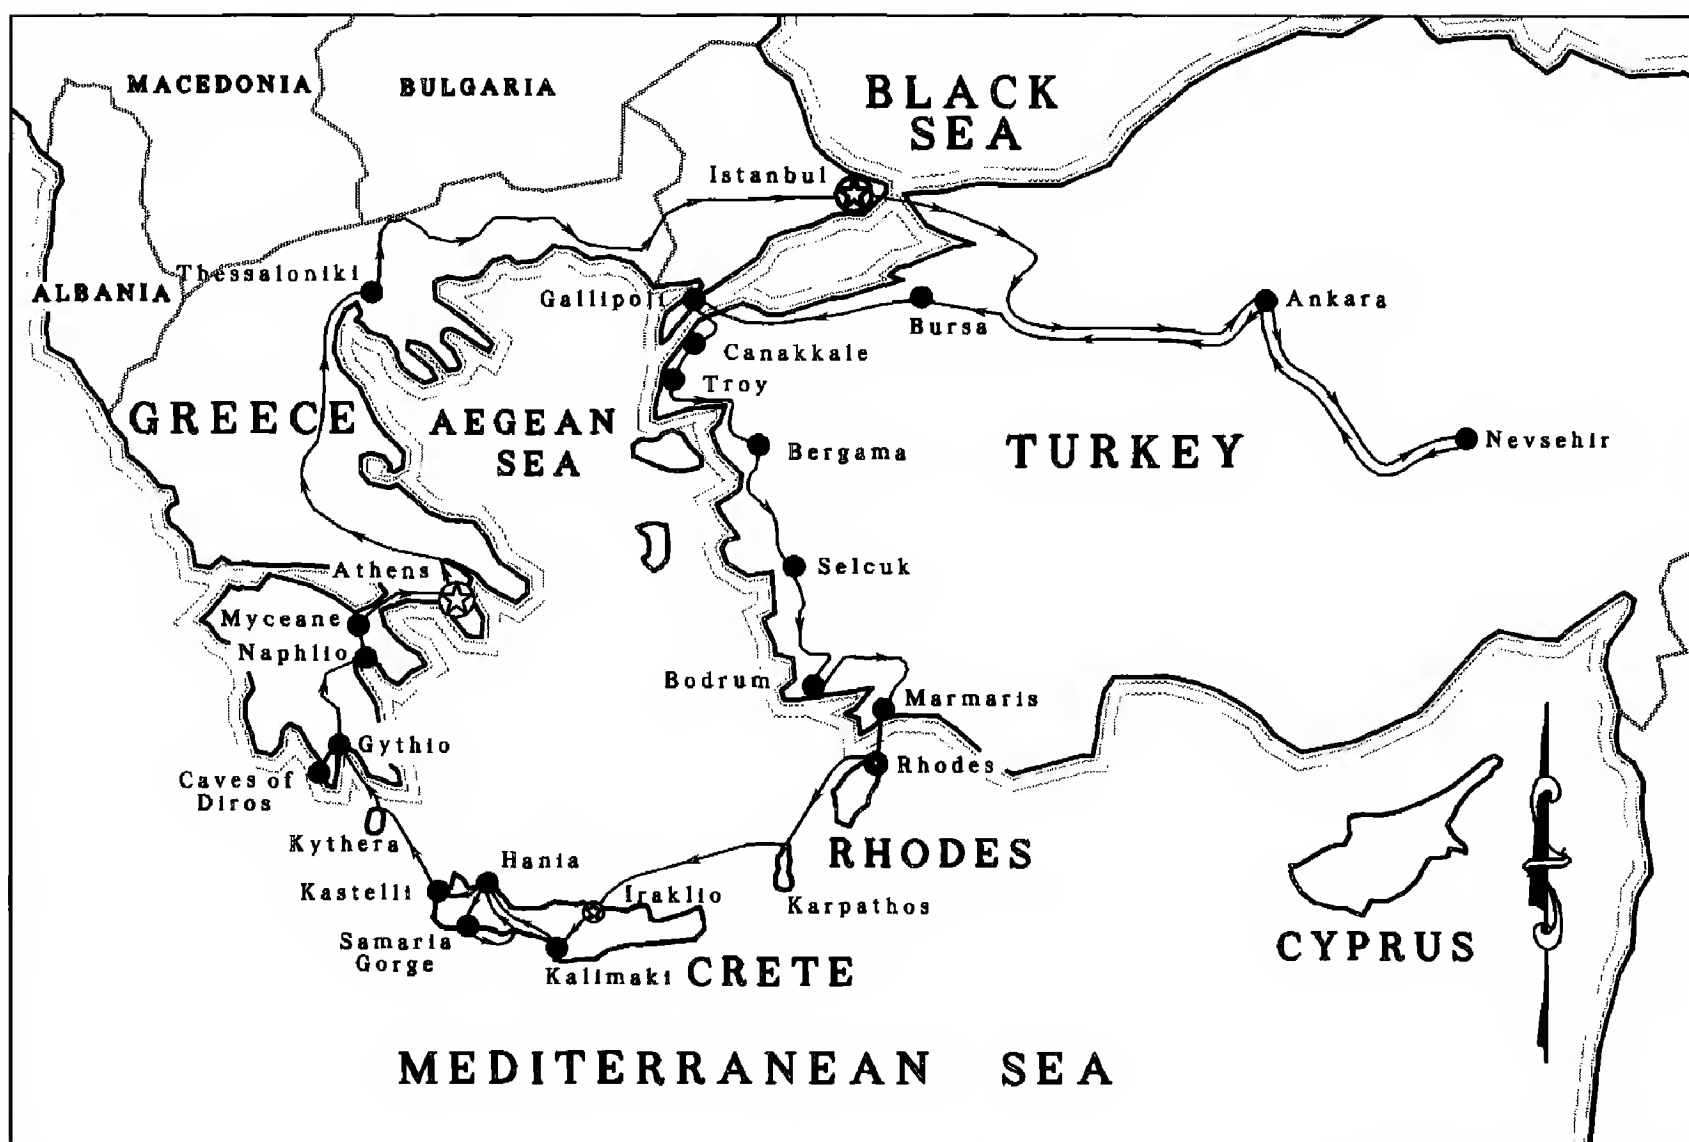 MACEDONIA
BULGARIA
BLACK
SEA
Istanbul
Thessaloniki
ALBANIA
Gallipoli
Bursa
Ankara
Canakkale
Troy
GREECE
AEGEAN
SEA
Bergama
TURKEY
Nevsehir
Athens
Selcuk
Myceane
Naphlio
Bodrum
Marmaris
Gythio
Rhodes
Caves of
Diros
Kythera
Hania
RHODES
Kastelli
Iraklio
Karpathos
Samaria
Gorge
Kalimaki
CRETE
CYPRUS
MEDITERRANEAN SEA